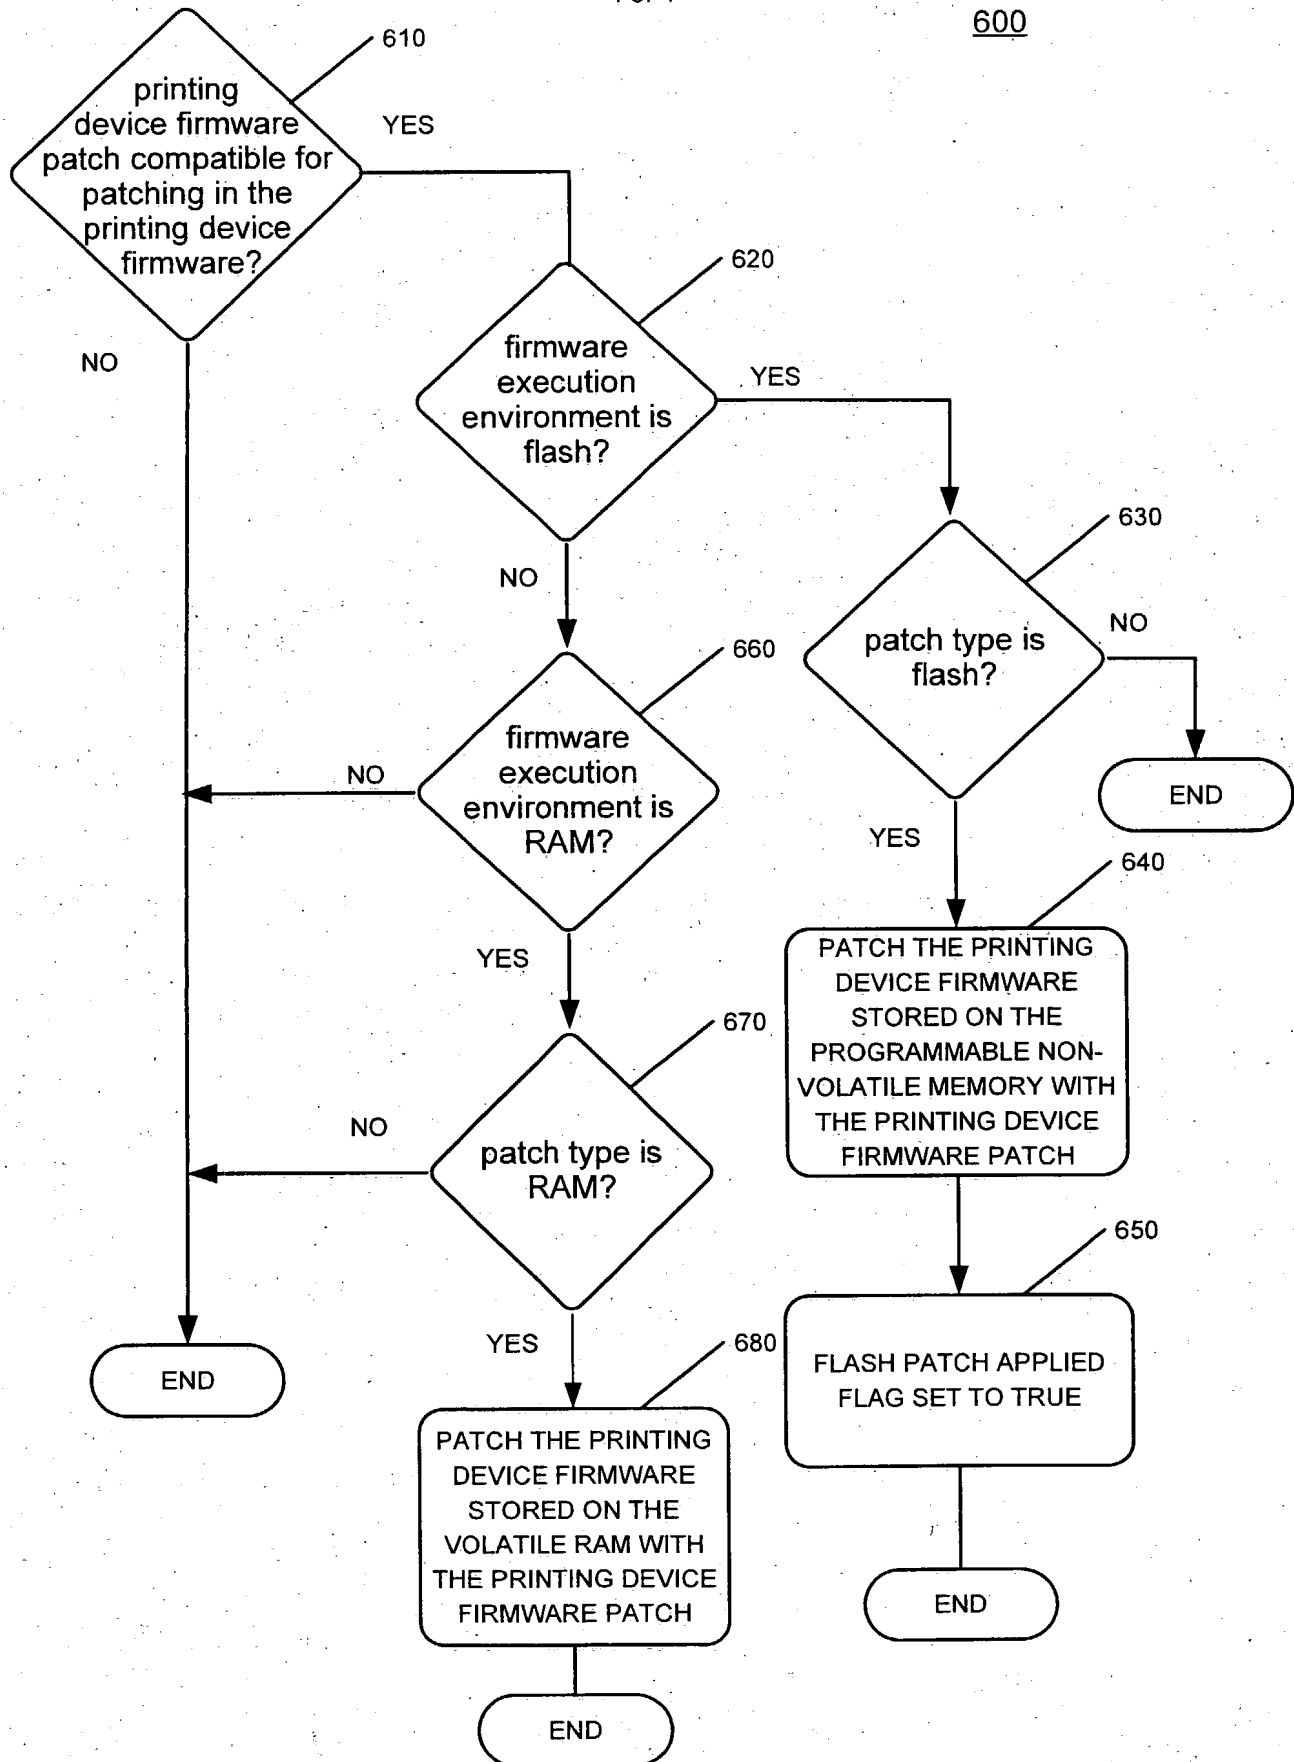 600
610
printing
device firmware
patch compatible for
patching in the
printing device
firmware?
YES
NO
620
firmware
execution
environment is
flash?
YES
NO
630
patch type is
flash?
NO
END
YES
640
PATCH THE PRINTING
DEVICE FIRMWARE
STORED ON THE
PROGRAMMABLE NON-
VOLATILE MEMORY WITH
THE PRINTING DEVICE
FIRMWARE PATCH
650
FLASH PATCH APPLIED
FLAG SET TO TRUE
END
660
firmware
execution
environment is
RAM?
NO
YES
670
patch type is
RAM?
NO
YES
END
680
PATCH THE PRINTING
DEVICE FIRMWARE
STORED ON THE
VOLATILE RAM WITH
THE PRINTING DEVICE
FIRMWARE PATCH
END